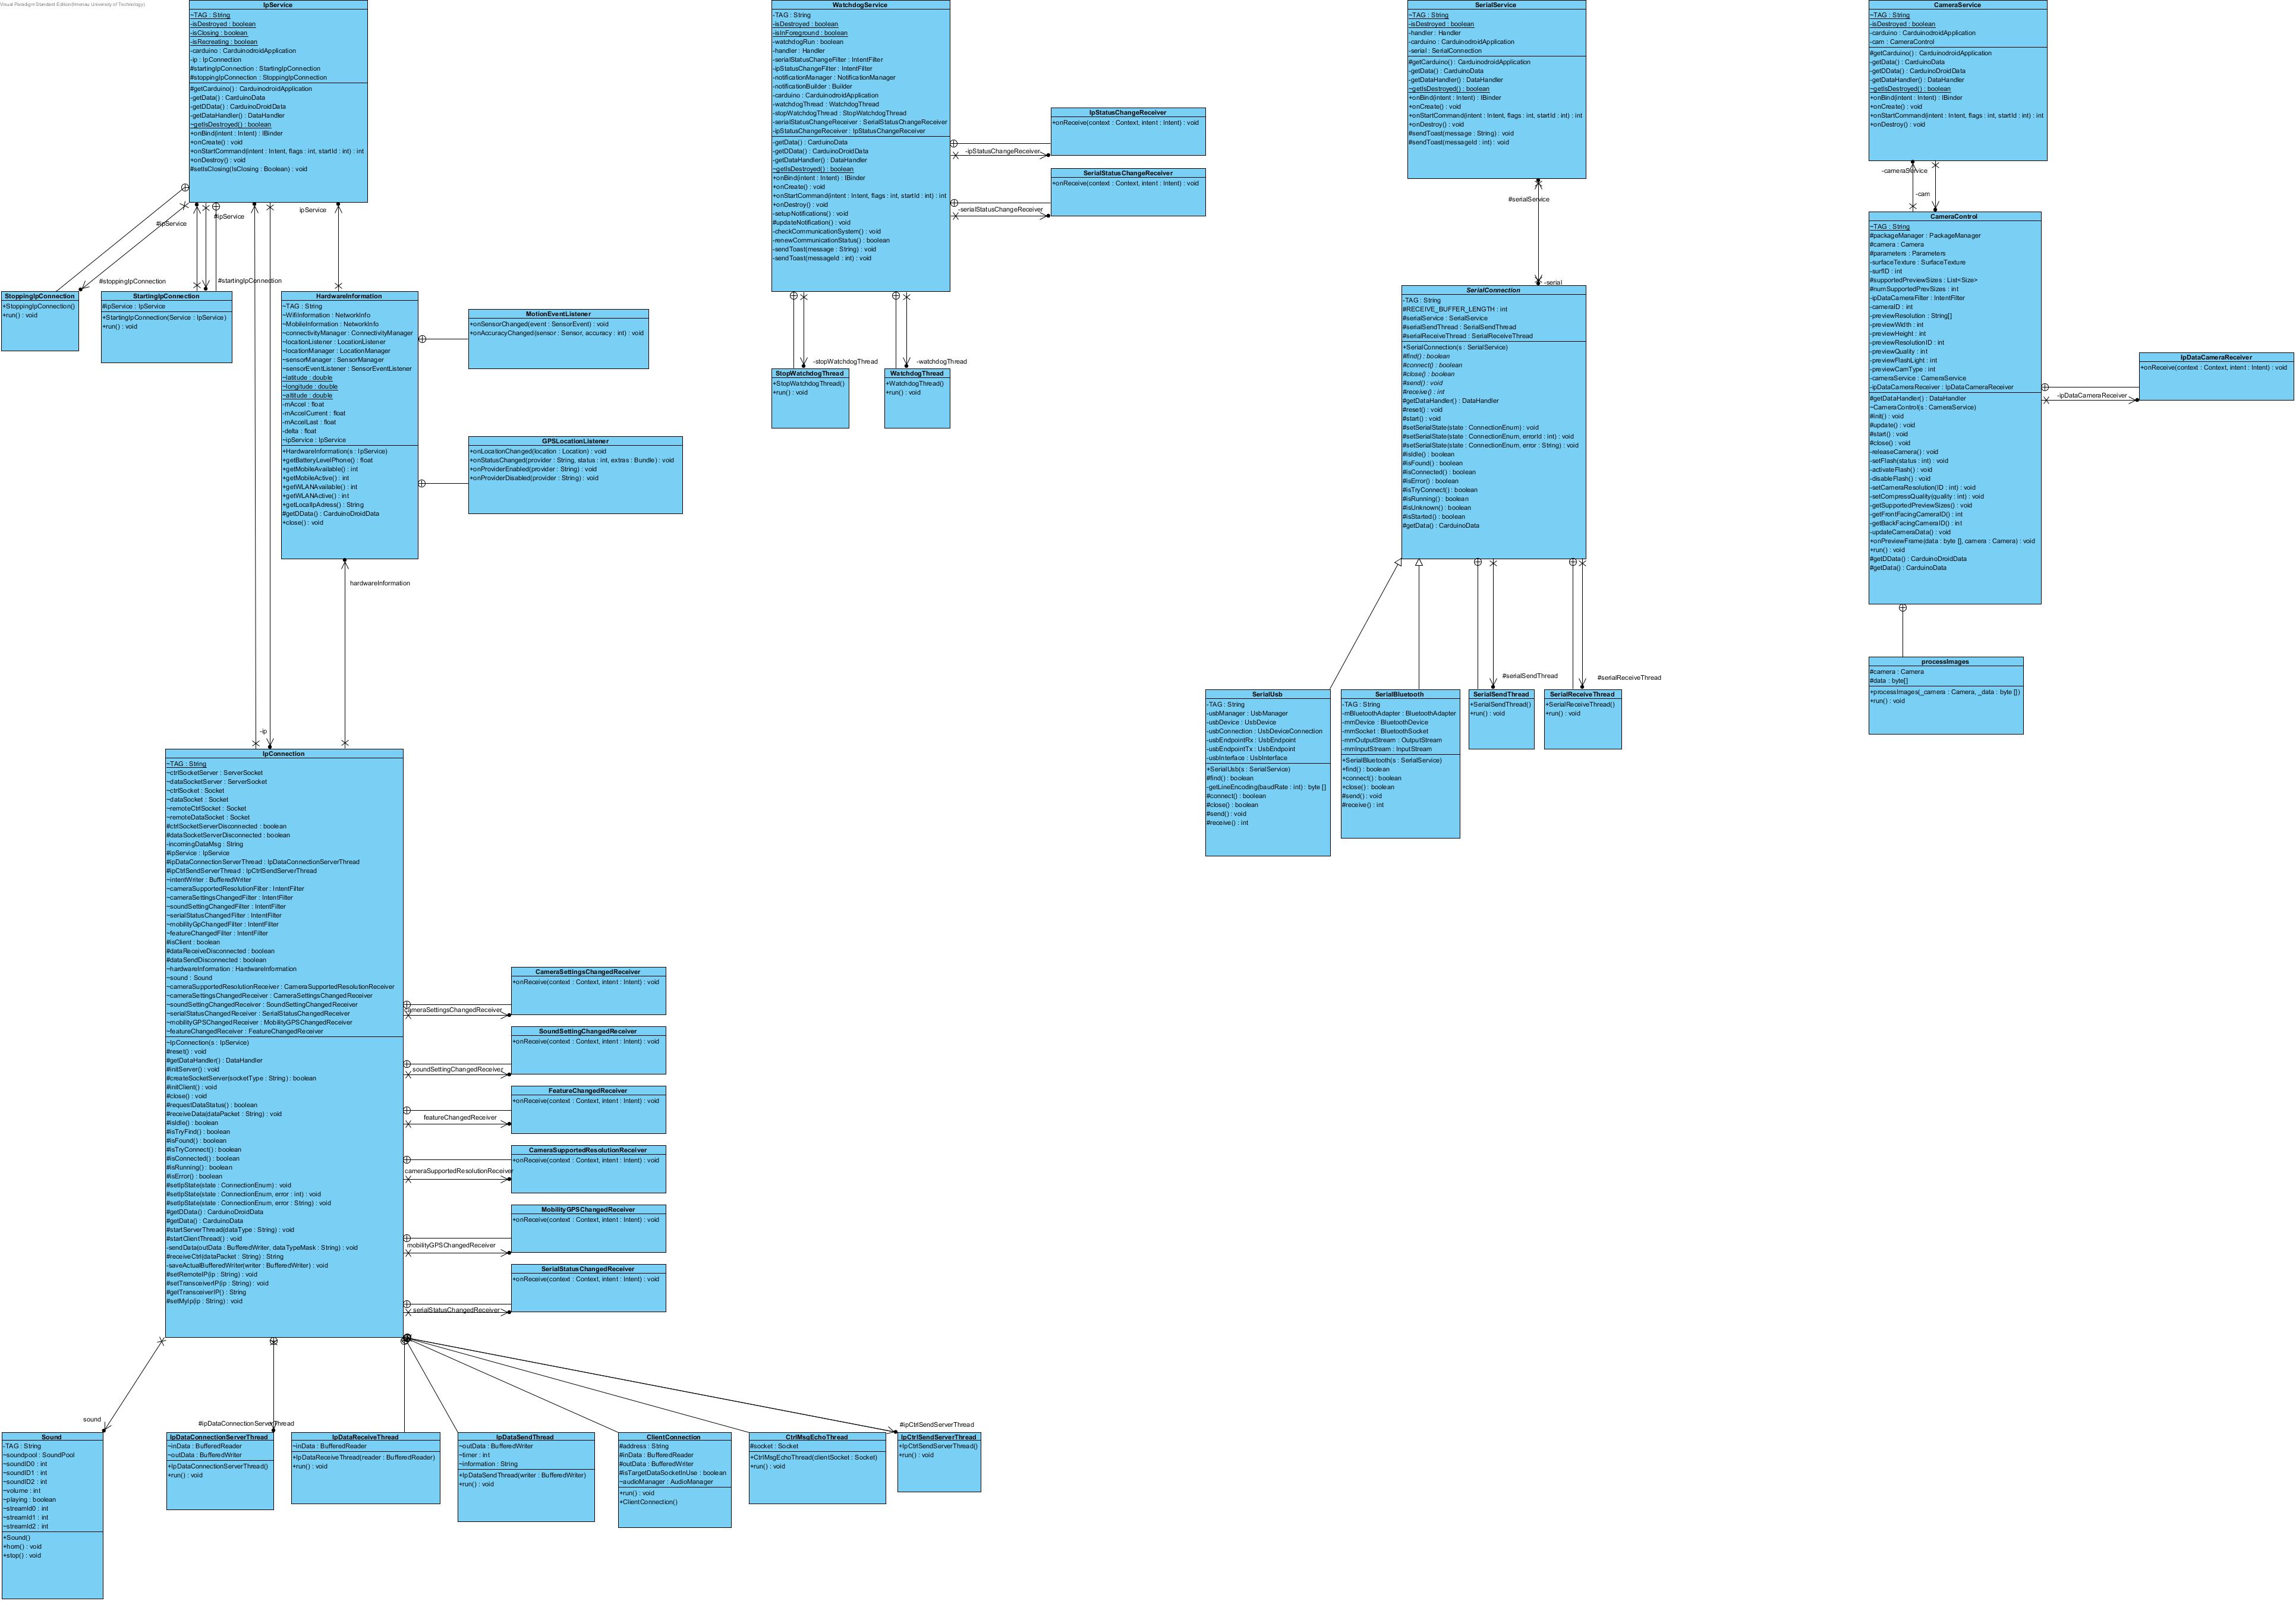 Visual Paradigm Standard Edition(Ilmenau University of Technology)
IpService
~TAG : String
-isDestroyed : boolean
-isClosing : boolean
-isRecreating : boolean
-carduino : CarduinodroidApplication
-ip : IpConnection
#startingIpConnection : StartingIpConnection
#stoppingIpConnection : StoppingIpConnection
#getCarduino() : CarduinodroidApplication
-getData() : CarduinoData
-getDData() : CarduinoDroidData
-getDataHandler() : DataHandler
~getIsDestroyed() : boolean
+onBind(intent : Intent) : IBinder
+onCreate() : void
+onStartCommand(intent : Intent, flags : int, startId : int) : int
+onDestroy() : void
#setIsClosing(IsClosing : Boolean) : void
#ipService
#ipService
ipService
#stoppingIpConnection
#startingIpConnection
StoppingIpConnection
+StoppingIpConnection()
+run() : void
StartingIpConnection
#ipService : IpService
+StartingIpConnection(Service : IpService)
+run() : void
HardwareInformation
~TAG : String
~WifiInformation : NetworkInfo
~MobileInformation : NetworkInfo
~connectivityManager : ConnectivityManager
~locationListener : LocationListener
~locationManager : LocationManager
~sensorManager : SensorManager
~sensorEventListener : SensorEventListener
~latitude : double
~longitude : double
~altitude : double
-mAccel : float
-mAccelCurrent : float
-mAccelLast : float
-delta : float
~ipService : IpService
+HardwareInformation(s : IpService)
+getBatteryLevelPhone() : float
+getMobileAvailable() : int
+getMobileActive() : int
+getWLANAvailable() : int
+getWLANActive() : int
+getLocalIpAdress() : String
#getDData() : CarduinoDroidData
+close() : void
MotionEventListener
+onSensorChanged(event : SensorEvent) : void
+onAccuracyChanged(sensor : Sensor, accuracy : int) : void
GPSLocationListener
+onLocationChanged(location : Location) : void
+onStatusChanged(provider : String, status : int, extras : Bundle) : void
+onProviderEnabled(provider : String) : void
+onProviderDisabled(provider : String) : void
hardwareInformation
-ip
WatchdogService
-TAG : String
-isDestroyed : boolean
-isInForeground : boolean
-watchdogRun : boolean
-handler : Handler
-serialStatusChangeFilter : IntentFilter
-ipStatusChangeFilter : IntentFilter
-notificationManager : NotificationManager
-notificationBuilder : Builder
-carduino : CarduinodroidApplication
-watchdogThread : WatchdogThread
-stopWatchdogThread : StopWatchdogThread
-serialStatusChangeReceiver : SerialStatusChangeReceiver
-ipStatusChangeReceiver : IpStatusChangeReceiver
-getData() : CarduinoData
-getDData() : CarduinoDroidData
-getDataHandler() : DataHandler
~getIsDestroyed() : boolean
+onBind(intent : Intent) : IBinder
+onCreate() : void
+onStartCommand(intent : Intent, flags : int, startId : int) : int
+onDestroy() : void
-setupNotifications() : void
#updateNotification() : void
-checkCommunicationSystem() : void
-renewCommunicationStatus() : boolean
-sendToast(message : String) : void
-sendToast(messageId : int) : void
IpStatusChangeReceiver
+onReceive(context : Context, intent : Intent) : void
-ipStatusChangeReceiver
SerialStatusChangeReceiver
+onReceive(context : Context, intent : Intent) : void
-serialStatusChangeReceiver
-stopWatchdogThread
-watchdogThread
StopWatchdogThread
+StopWatchdogThread()
+run() : void
WatchdogThread
+WatchdogThread()
+run() : void
SerialService
~TAG : String
-isDestroyed : boolean
-handler : Handler
-carduino : CarduinodroidApplication
-serial : SerialConnection
#getCarduino() : CarduinodroidApplication
-getData() : CarduinoData
-getDataHandler() : DataHandler
~getIsDestroyed() : boolean
+onBind(intent : Intent) : IBinder
+onCreate() : void
+onStartCommand(intent : Intent, flags : int, startId : int) : int
+onDestroy() : void
#sendToast(message : String) : void
#sendToast(messageId : int) : void
#serialService
-serial
SerialConnection
-TAG : String
#RECEIVE_BUFFER_LENGTH : int
#serialService : SerialService
#serialSendThread : SerialSendThread
#serialReceiveThread : SerialReceiveThread
+SerialConnection(s : SerialService)
#find() : boolean
#connect() : boolean
#close() : boolean
#send() : void
#receive() : int
#getDataHandler() : DataHandler
#reset() : void
#start() : void
#setSerialState(state : ConnectionEnum) : void
#setSerialState(state : ConnectionEnum, errorId : int) : void
#setSerialState(state : ConnectionEnum, error : String) : void
#isIdle() : boolean
#isFound() : boolean
#isConnected() : boolean
#isError() : boolean
#isTryConnect() : boolean
#isRunning() : boolean
#isUnknown() : boolean
#isStarted() : boolean
#getData() : CarduinoData
#serialSendThread
#serialReceiveThread
SerialUsb
-TAG : String
-usbManager : UsbManager
-usbDevice : UsbDevice
-usbConnection : UsbDeviceConnection
-usbEndpointRx : UsbEndpoint
-usbEndpointTx : UsbEndpoint
-usbInterface : UsbInterface
+SerialUsb(s : SerialService)
#find() : boolean
-getLineEncoding(baudRate : int) : byte []
#connect() : boolean
#close() : boolean
#send() : void
#receive() : int
SerialBluetooth
-TAG : String
-mBluetoothAdapter : BluetoothAdapter
-mmDevice : BluetoothDevice
-mmSocket : BluetoothSocket
-mmOutputStream : OutputStream
-mmInputStream : InputStream
+SerialBluetooth(s : SerialService)
+find() : boolean
+connect() : boolean
+close() : boolean
#send() : void
#receive() : int
SerialSendThread
+SerialSendThread()
+run() : void
SerialReceiveThread
+SerialReceiveThread()
+run() : void
CameraService
~TAG : String
-isDestroyed : boolean
-carduino : CarduinodroidApplication
-cam : CameraControl
#getCarduino() : CarduinodroidApplication
-getData() : CarduinoData
-getDData() : CarduinoDroidData
-getDataHandler() : DataHandler
~getIsDestroyed() : boolean
+onBind(intent : Intent) : IBinder
+onCreate() : void
+onStartCommand(intent : Intent, flags : int, startId : int) : int
+onDestroy() : void
-cameraService
-cam
CameraControl
~TAG : String
#packageManager : PackageManager
#camera : Camera
#parameters : Parameters
-surfaceTexture : SurfaceTexture
-surfID : int
#supportedPreviewSizes : List<Size>
#numSupportedPrevSizes : int
-ipDataCameraFilter : IntentFilter
-cameraID : int
-previewResolution : String[]
-previewWidth : int
-previewHeight : int
-previewResolutionID : int
-previewQuality : int
-previewFlashLight : int
-previewCamType : int
-cameraService : CameraService
-ipDataCameraReceiver : IpDataCameraReceiver
#getDataHandler() : DataHandler
~CameraControl(s : CameraService)
#init() : void
#update() : void
#start() : void
#close() : void
-releaseCamera() : void
-setFlash(status : int) : void
-activateFlash() : void
-disableFlash() : void
-setCameraResolution(ID : int) : void
-setCompressQuality(quality : int) : void
-getSupportedPreviewSizes() : void
-getFrontFacingCameraID() : int
-getBackFacingCameraID() : int
-updateCameraData() : void
+onPreviewFrame(data : byte [], camera : Camera) : void
+run() : void
#getDData() : CarduinoDroidData
#getData() : CarduinoData
IpDataCameraReceiver
+onReceive(context : Context, intent : Intent) : void
-ipDataCameraReceiver
processImages
#camera : Camera
#data : byte[]
+processImages(_camera : Camera, _data : byte [])
+run() : void
IpConnection
~TAG : String
~ctrlSocketServer : ServerSocket
~dataSocketServer : ServerSocket
~ctrlSocket : Socket
~dataSocket : Socket
~remoteCtrlSocket : Socket
~remoteDataSocket : Socket
#ctrlSocketServerDisconnected : boolean
#dataSocketServerDisconnected : boolean
-incomingDataMsg : String
#ipService : IpService
#ipDataConnectionServerThread : IpDataConnectionServerThread
#ipCtrlSendServerThread : IpCtrlSendServerThread
~intentWriter : BufferedWriter
~cameraSupportedResolutionFilter : IntentFilter
~cameraSettingsChangedFilter : IntentFilter
~soundSettingChangedFilter : IntentFilter
~serialStatusChangedFilter : IntentFilter
~mobilityGpChangedFilter : IntentFilter
~featureChangedFilter : IntentFilter
#isClient : boolean
#dataReceiveDisconnected : boolean
#dataSendDisconnected : boolean
~hardwareInformation : HardwareInformation
~sound : Sound
~cameraSupportedResolutionReceiver : CameraSupportedResolutionReceiver
~cameraSettingsChangedReceiver : CameraSettingsChangedReceiver
~soundSettingChangedReceiver : SoundSettingChangedReceiver
~serialStatusChangedReceiver : SerialStatusChangedReceiver
~mobilityGPSChangedReceiver : MobilityGPSChangedReceiver
~featureChangedReceiver : FeatureChangedReceiver
~IpConnection(s : IpService)
#reset() : void
#getDataHandler() : DataHandler
#initServer() : void
#createSocketServer(socketType : String) : boolean
#initClient() : void
#close() : void
#requestDataStatus() : boolean
#receiveData(dataPacket : String) : void
#isIdle() : boolean
#isTryFind() : boolean
#isFound() : boolean
#isTryConnect() : boolean
#isConnected() : boolean
#isRunning() : boolean
#isError() : boolean
#setIpState(state : ConnectionEnum) : void
#setIpState(state : ConnectionEnum, error : int) : void
#setIpState(state : ConnectionEnum, error : String) : void
#getDData() : CarduinoDroidData
#getData() : CarduinoData
#startServerThread(dataType : String) : void
#startClientThread() : void
-sendData(outData : BufferedWriter, dataTypeMask : String) : void
#receiveCtrl(dataPacket : String) : String
-saveActualBufferedWriter(writer : BufferedWriter) : void
#setRemoteIP(ip : String) : void
#setTransceiverIP(ip : String) : void
#getTransceiverIP() : String
#setMyIp(ip : String) : void
CameraSettingsChangedReceiver
+onReceive(context : Context, intent : Intent) : void
cameraSettingsChangedReceiver
SoundSettingChangedReceiver
+onReceive(context : Context, intent : Intent) : void
soundSettingChangedReceiver
FeatureChangedReceiver
+onReceive(context : Context, intent : Intent) : void
featureChangedReceiver
CameraSupportedResolutionReceiver
+onReceive(context : Context, intent : Intent) : void
cameraSupportedResolutionReceiver
MobilityGPSChangedReceiver
+onReceive(context : Context, intent : Intent) : void
mobilityGPSChangedReceiver
SerialStatusChangedReceiver
+onReceive(context : Context, intent : Intent) : void
serialStatusChangedReceiver
sound
#ipDataConnectionServerThread
#ipCtrlSendServerThread
Sound
-TAG : String
~soundpool : SoundPool
~soundID0 : int
~soundID1 : int
~soundID2 : int
~volume : int
~playing : boolean
~streamId0 : int
~streamId1 : int
~streamId2 : int
+Sound()
+horn() : void
+stop() : void
IpDataConnectionServerThread
~inData : BufferedReader
~outData : BufferedWriter
+IpDataConnectionServerThread()
+run() : void
IpDataReceiveThread
~inData : BufferedReader
+IpDataReceiveThread(reader : BufferedReader)
+run() : void
IpDataSendThread
~outData : BufferedWriter
~timer : int
~information : String
+IpDataSendThread(writer : BufferedWriter)
+run() : void
ClientConnection
#address : String
#inData : BufferedReader
#outData : BufferedWriter
#isTargetDataSocketInUse : boolean
~audioManager : AudioManager
+run() : void
+ClientConnection()
CtrlMsgEchoThread
#socket : Socket
+CtrlMsgEchoThread(clientSocket : Socket)
+run() : void
IpCtrlSendServerThread
+IpCtrlSendServerThread()
+run() : void